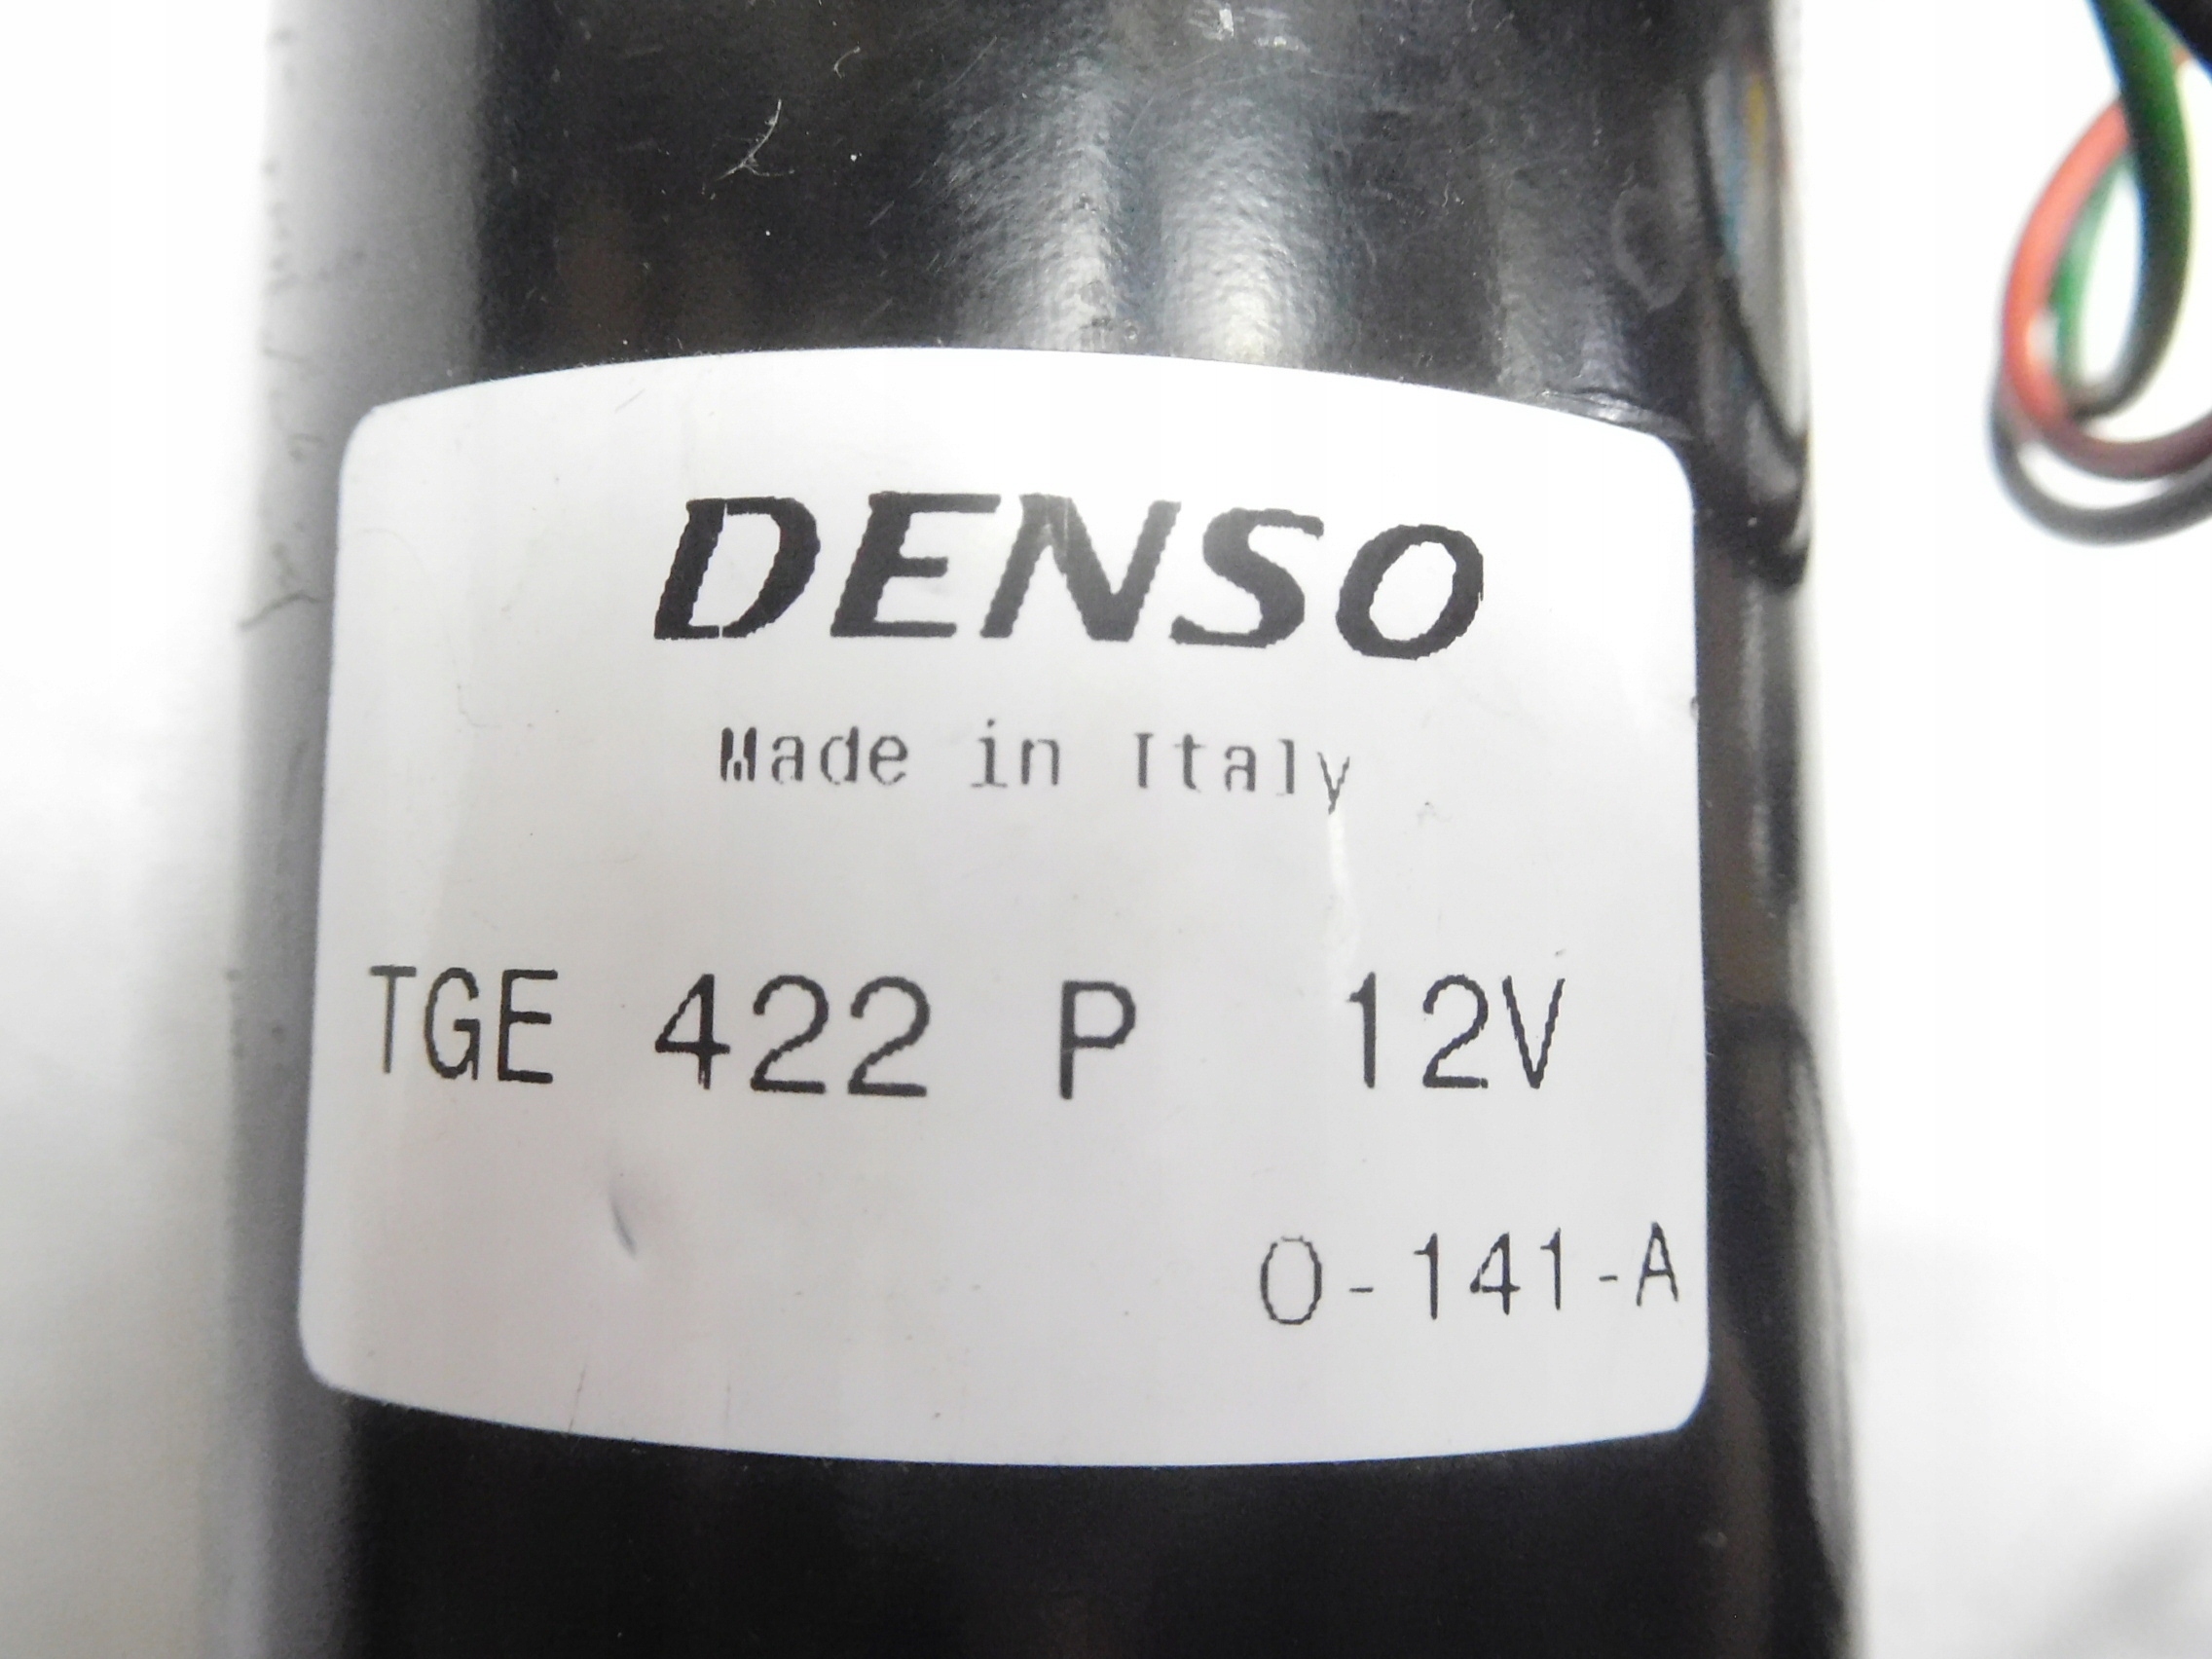 DENSO
Made in Italy
TGE 422 P 12V
0-141-A